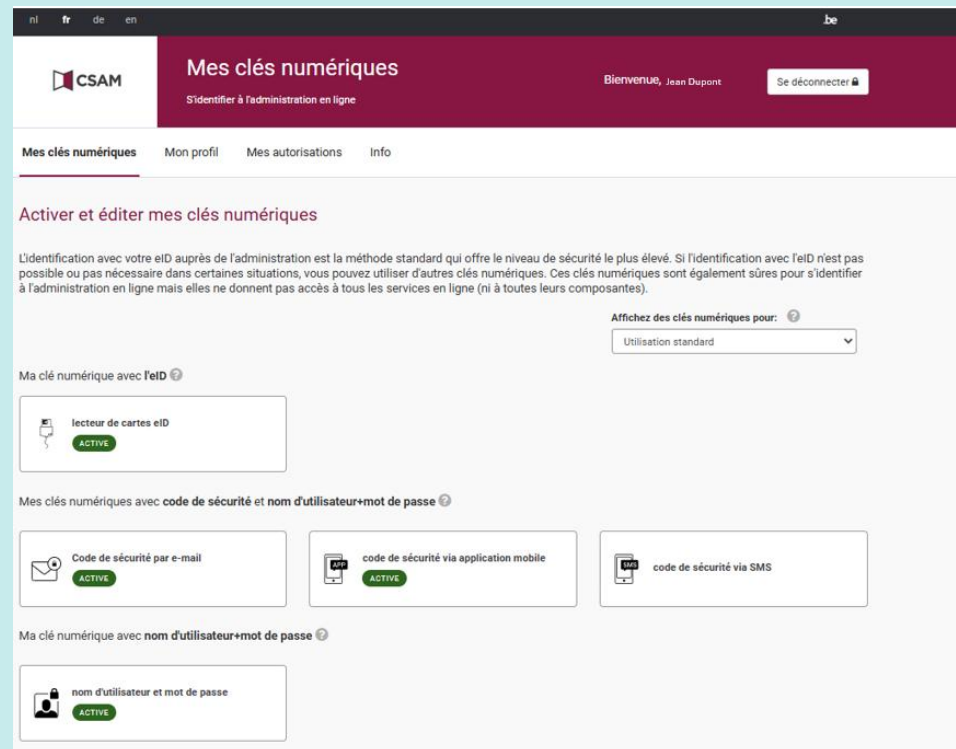 nl fr de en .be
CSAM
Mes clés numériques
S'identifier à l'administration en ligne
Bienvenue, Jean Dupont
Se déconnecter
Mes clés numériques Mon profil Mes autorisations Info
Activer et éditer mes clés numériques
L'identification avec votre eID auprès de l'administration est la méthode standard qui offre le niveau de sécurité le plus élevé. Si l'identification avec l'eID n'est pas
possible ou pas nécessaire dans certaines situations, vous pouvez utiliser d'autres clés numériques. Ces clés numériques sont également sûres pour s'identifier
à l'administration en ligne mais elles ne donnent pas accès à tous les services en ligne (ni à toutes leurs composantes).
Affichez des clés numériques pour: ?
Utilisation standard
Ma clé numérique avec l'eID ?
lecteur de cartes eID
ACTIVE
Mes clés numériques avec code de sécurité et nom d'utilisateur+mot de passe ?
Code de sécurité par e-mail
ACTIVE
APP
code de sécurité via application mobile
ACTIVE
SMS
code de sécurité via SMS
Ma clé numérique avec nom d'utilisateur+mot de passe ?
nom d'utilisateur et mot de passe
ACTIVE